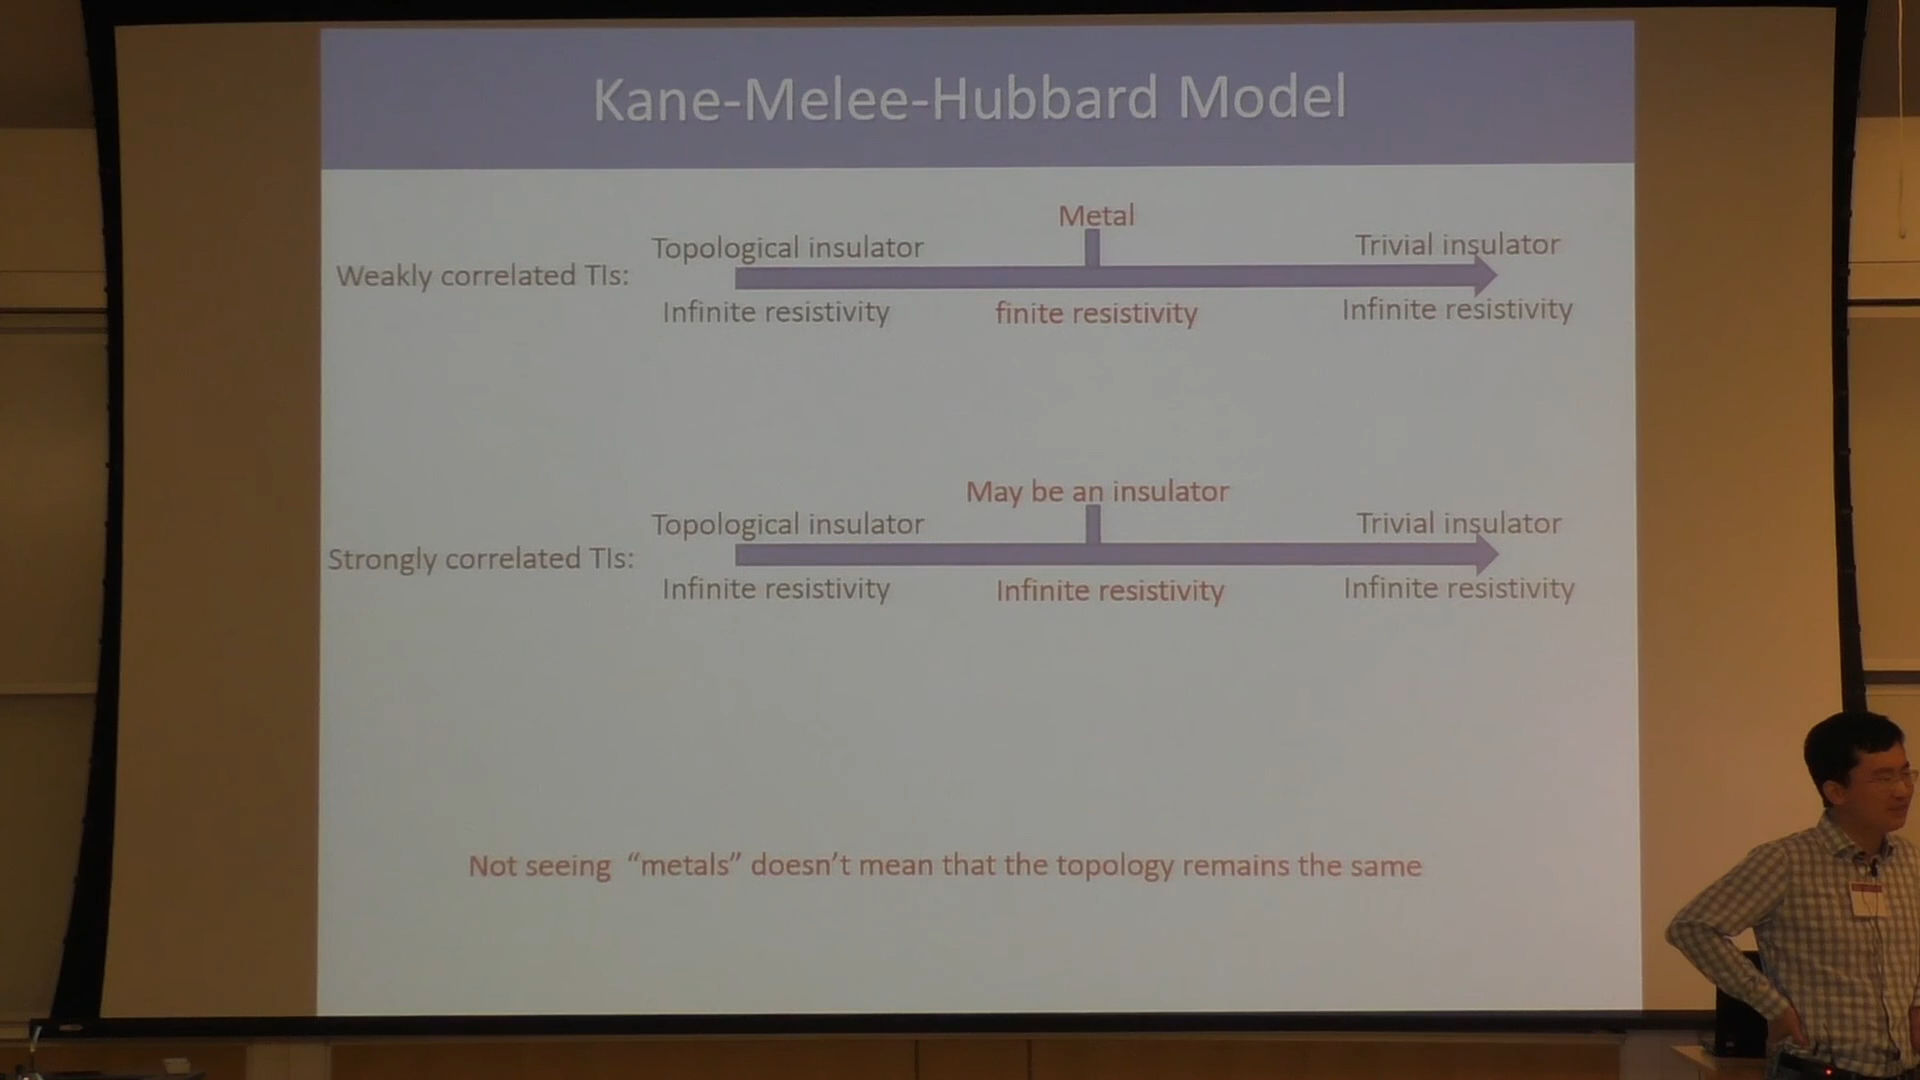 Kane-Melee-Hubbard Model
Metal
Topological insulator
Trivial insulator
Weakly correlated TIs:
Infinite resistivity
finite resistivity
Infinite resistivity
May be an insulator
Topological insulator
Trivial insulator
Strongly correlated TIs:
Infinite resistivity
Infinite resistivity
Infinite resistivity
Not seeing “metals” doesn’t mean that the topology remains the same